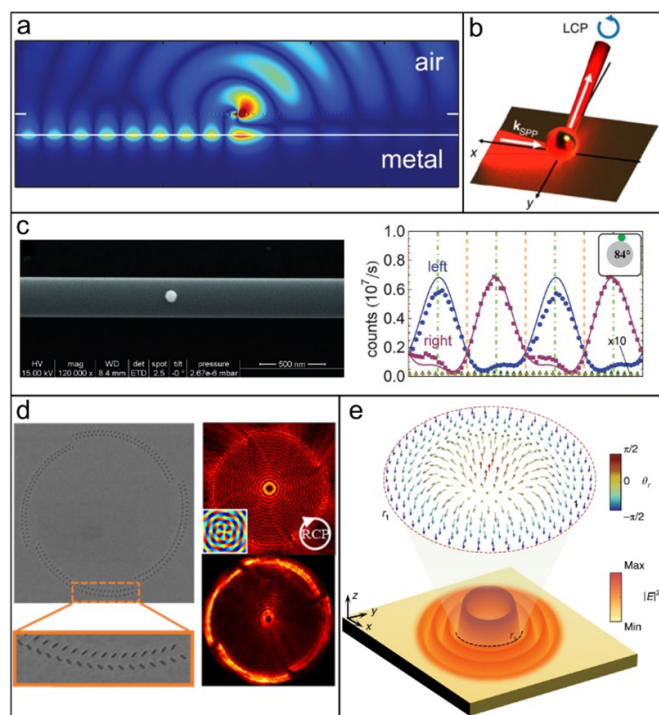 a
air
metal
b
LCP
k_SPP
x
y
c
HV mag WD det spot tilt pressure
15.00 kV 120 000 x 8.4 mm ETD 2.5 -0 ° 2.67e-6 mbar
500 nm
counts (10⁷/s)
1.0
0.8
0.6
0.4
0.2
0.0
left
right
84°
x10
d
RCP
e
π/2
0
-π/2
θr
r₁
1
Max
Min
|E|²
z
y
x